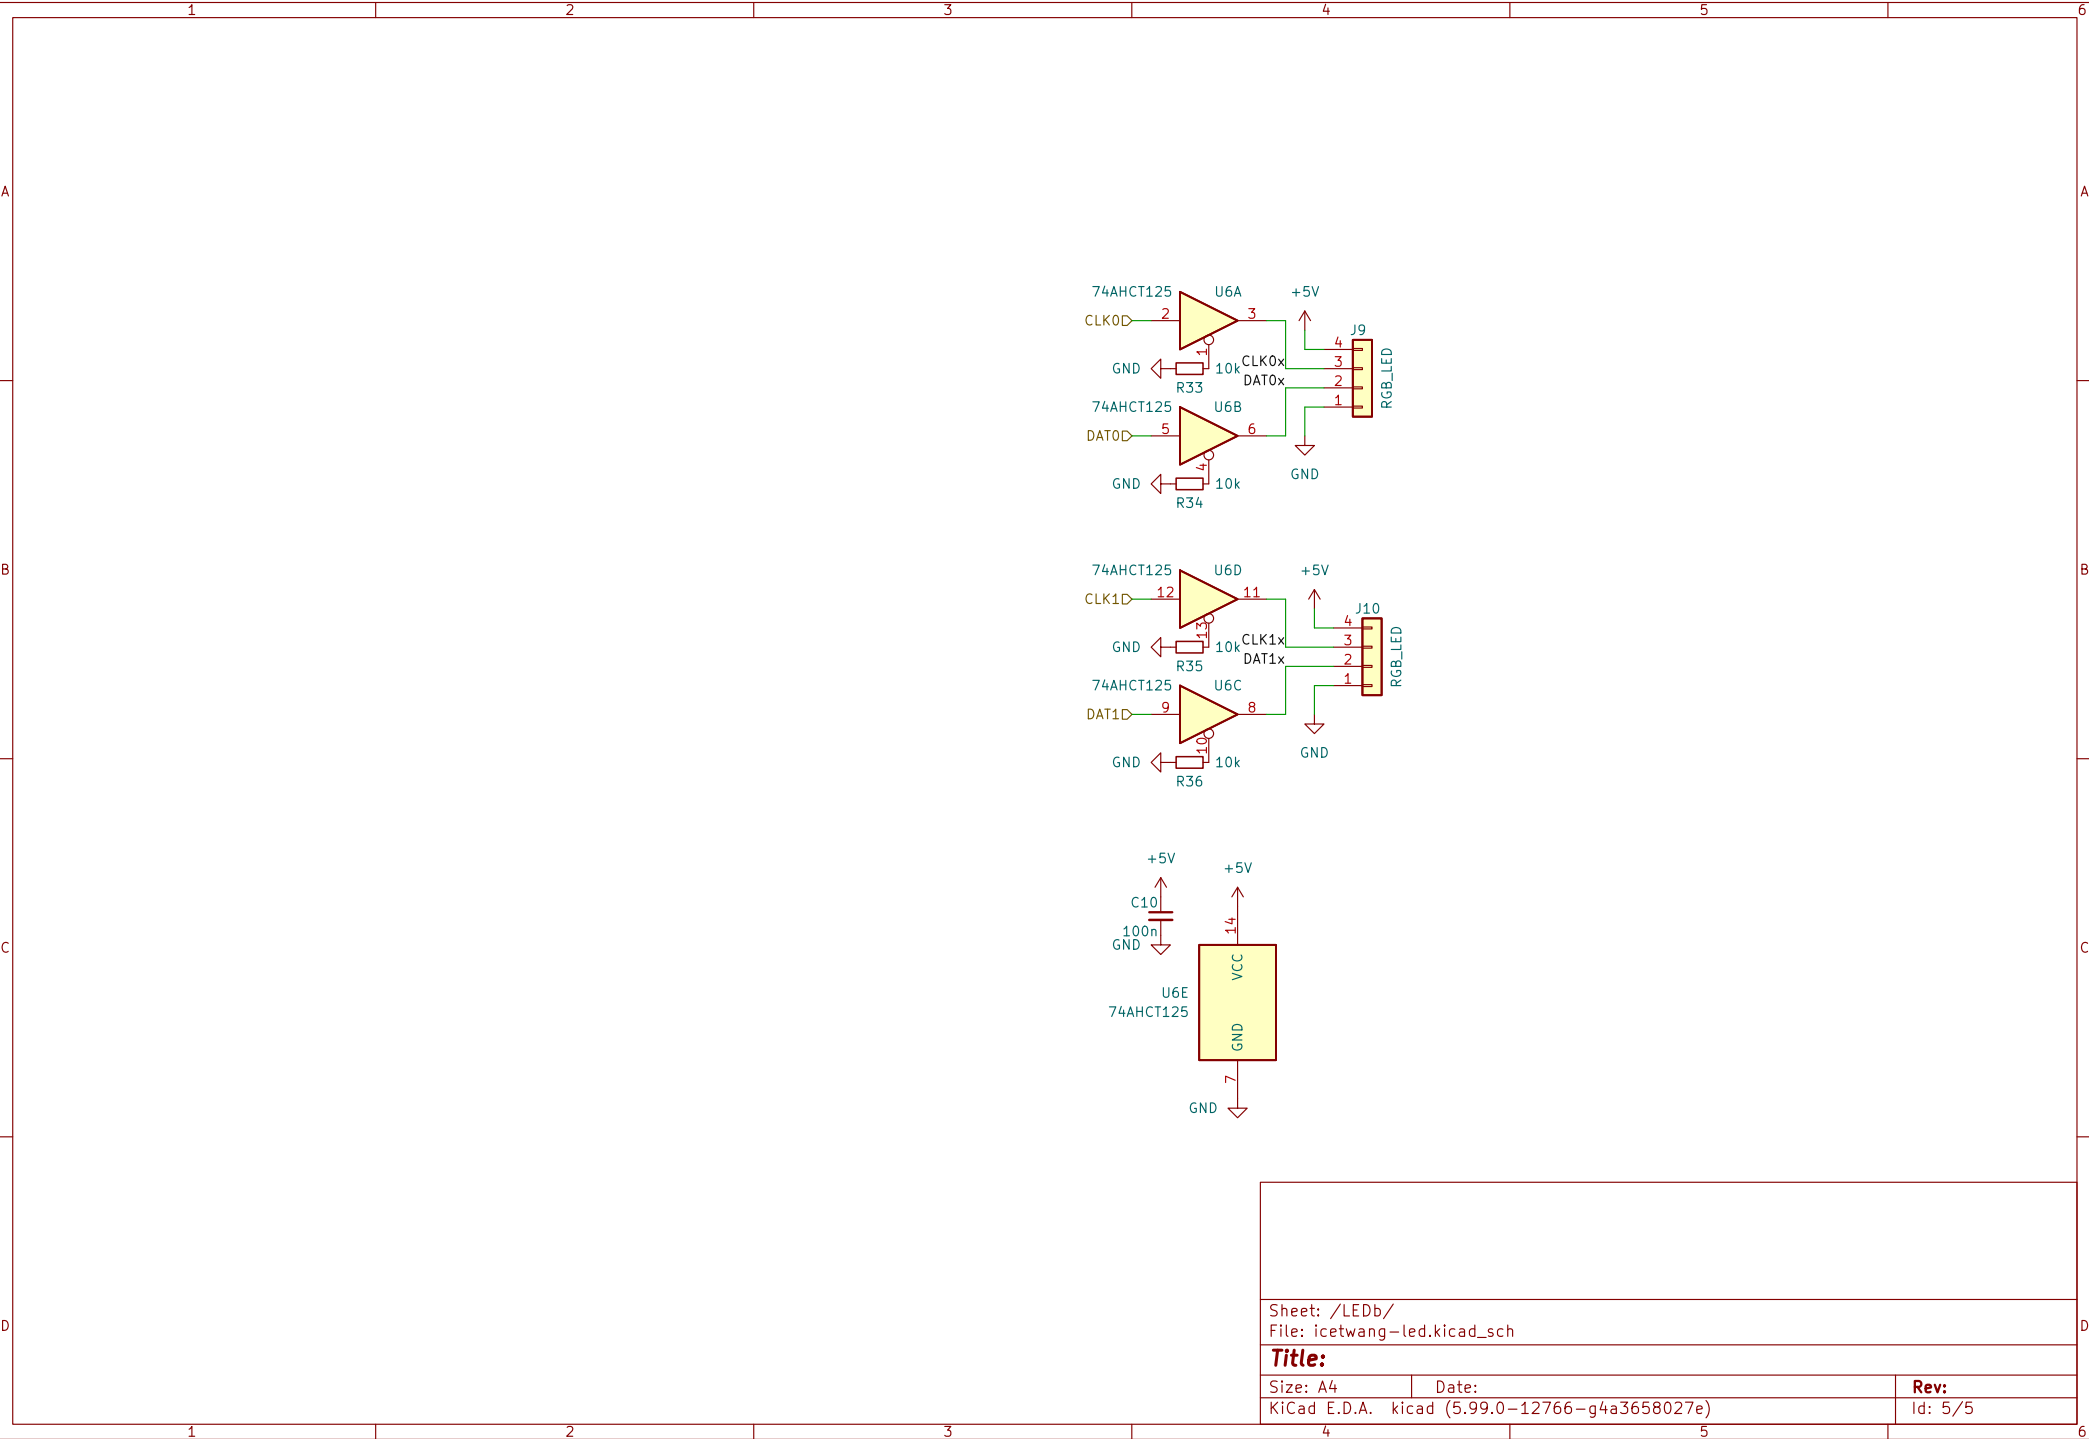 1 2 3 4 5 6
A A
74AHCT125 U6A +5V
CLK0 2 3 J9
1 4
GND 10k CLK0x 3 RGB_LED
R33 DAT0x 2
74AHCT125 U6B 1
DAT0 5 6
4 GND
GND 10k
R34
B B
74AHCT125 U6D +5V
CLK1 12 11 J10
13 4
GND 10k CLK1x 3 RGB_LED
R35 DAT1x 2
74AHCT125 U6C 1
DAT1 9 8
10 GND
GND 10k
R36
+5V
+5V
C10
14
100n
GND
C C
VCC
U6E
74AHCT125
GND
7
GND
Sheet: /LEDb/
D D
File: icetwang-led.kicad_sch
Title:
Size: A4 Date: Rev:
KiCad E.D.A. kicad (5.99.0-12766-g4a3658027e) Id: 5/5
1 2 3 4 5 6